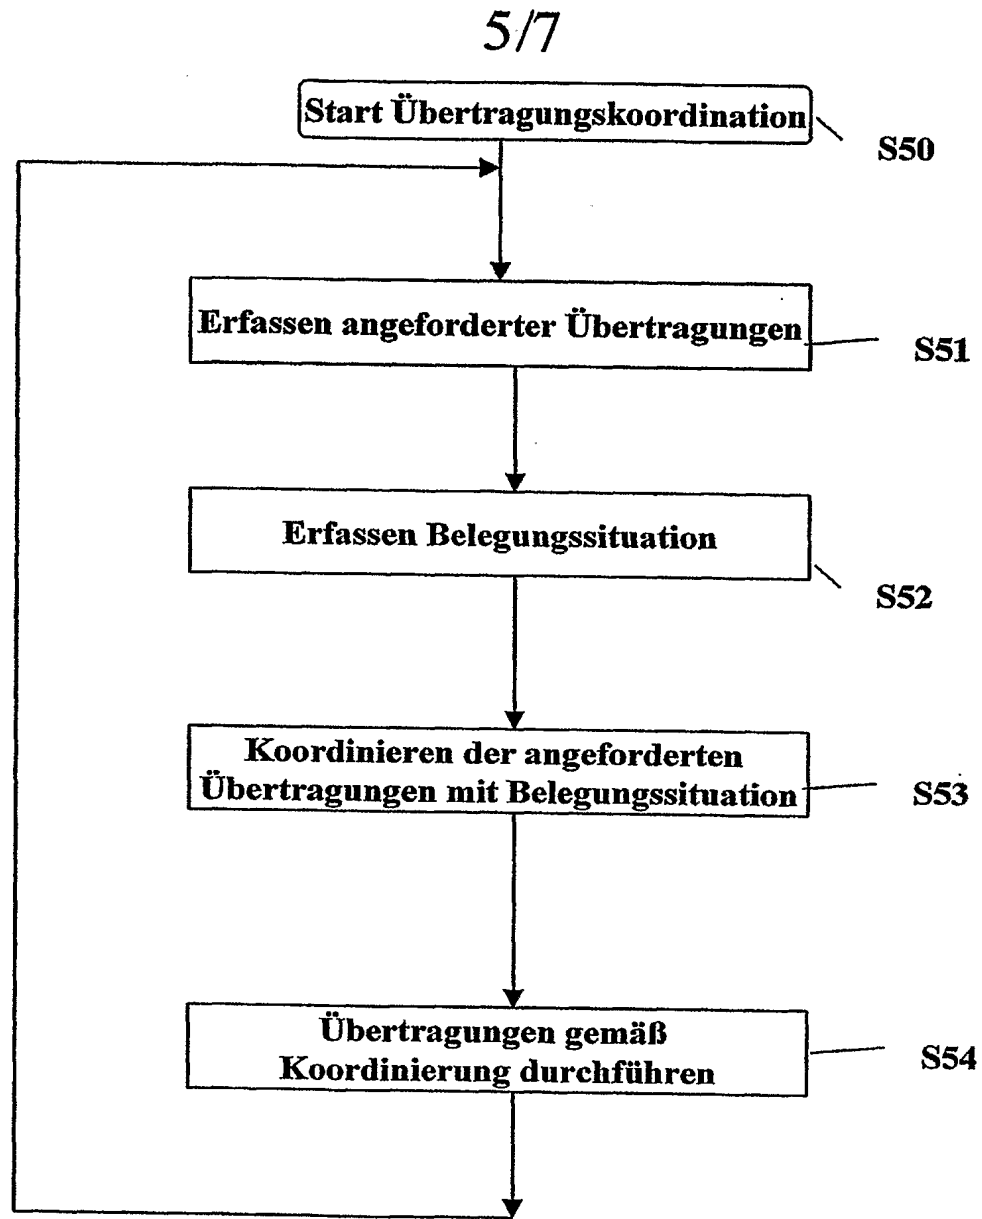 5/7
Start Übertragungskoordination
S50
Erfassen angeforderter Übertragungen
S51
Erfassen Belegungssituation
S52
Koordinieren der angeforderten
Übertragungen mit Belegungssituation
S53
Übertragungen gemäß
Koordinierung durchführen
S54